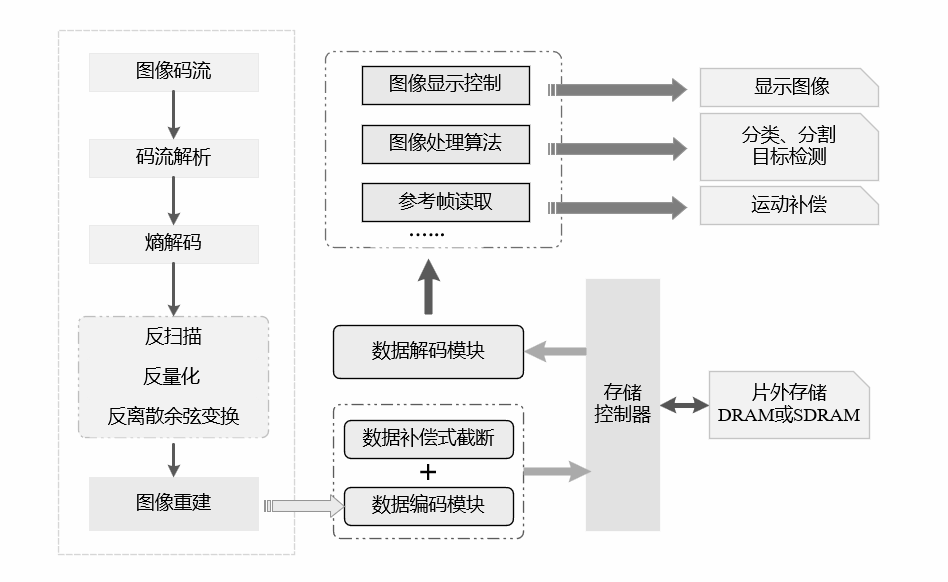 图像码流
码流解析
熵解码
反扫描
反量化
反离散余弦变换
图像重建
图像显示控制
图像处理算法
参考帧读取
……
显示图像
分类、分割
目标检测
运动补偿
数据解码模块
数据补偿式截断
+
数据编码模块
存储
控制器
片外存储
DRAM或SDRAM